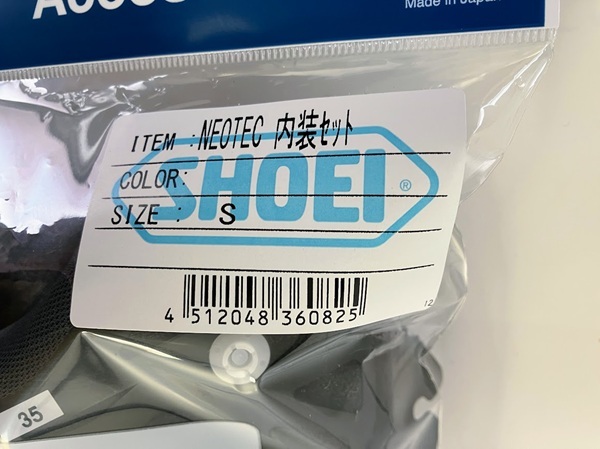 Made in Japan
ITEM :NEOTEC 内装ｾｯﾄ
COLOR:
SHOEI®
SIZE : S
4 512048 360825
12
35